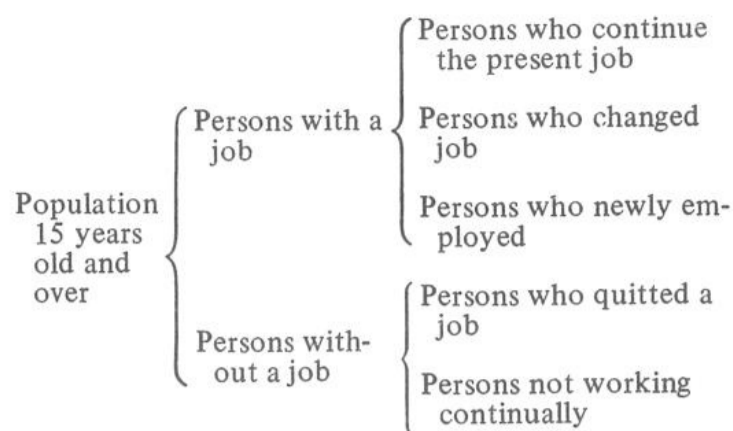 Population
15 years
old and
over
Persons with a
job
Persons who continue
the present job
Persons who changed
job
Persons who newly em-
ployed
Persons with-
out a job
Persons who quitted a
job
Persons not working
continually